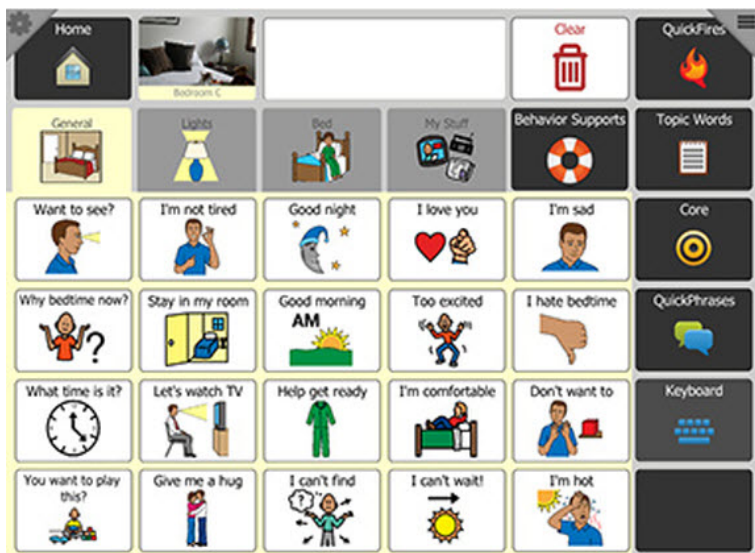 Home
Bedroom C
Clear
QuickFires
General
Lights
Bed
My Stuff
Behavior Supports
Topic Words
Want to see?
I'm not tired
Good night
I love you
I'm sad
Core
Why bedtime now?
?
Stay in my room
Good morning
AM
Too excited
I hate bedtime
QuickPhrases
What time is it?
Let's watch TV
Help get ready
I'm comfortable
Don't want to
Keyboard
You want to play
this?
Give me a hug
I can't find
?
I can't wait!
I'm hot